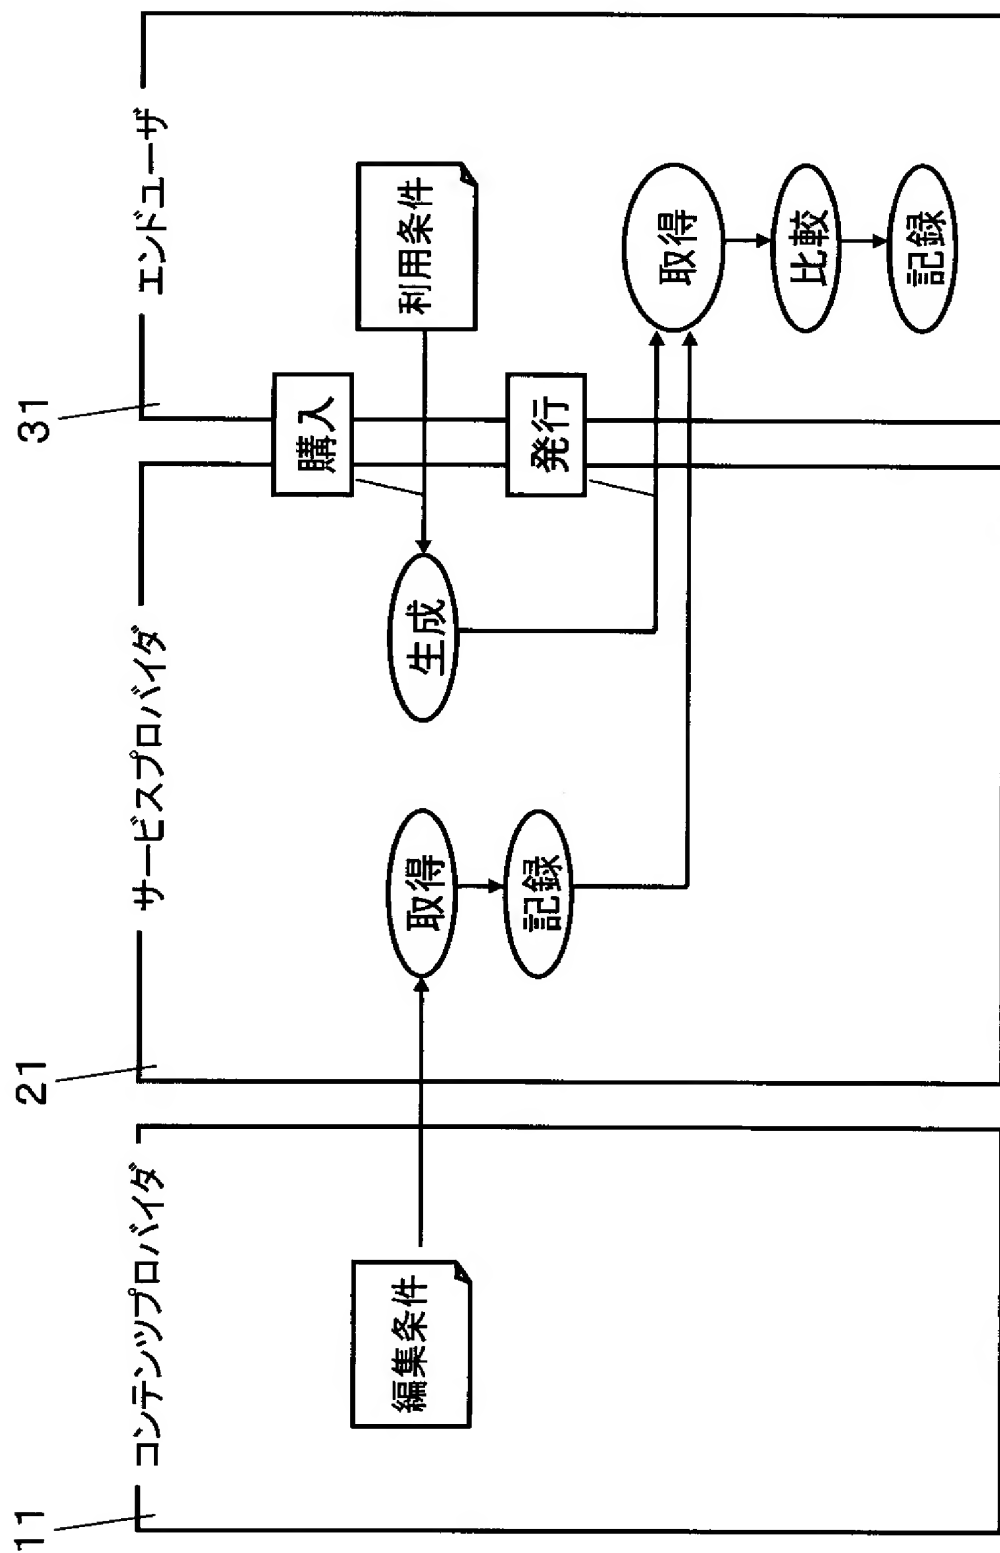 11
コンテンツプロバイダ
編集条件
21
サービスプロバイダ
取得
記録
生成
購入
発行
31
エンドユーザ
利用条件
取得
比較
記録